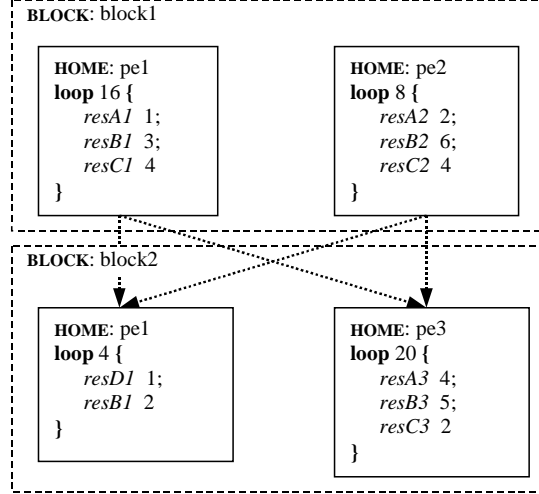 BLOCK: block1
HOME: pe1
loop 16 {
resA1 1;
resB1 3;
resC1 4
}
HOME: pe2
loop 8 {
resA2 2;
resB2 6;
resC2 4
}
BLOCK: block2
HOME: pe1
loop 4 {
resD1 1;
resB1 2
}
HOME: pe3
loop 20 {
resA3 4;
resB3 5;
resC3 2
}